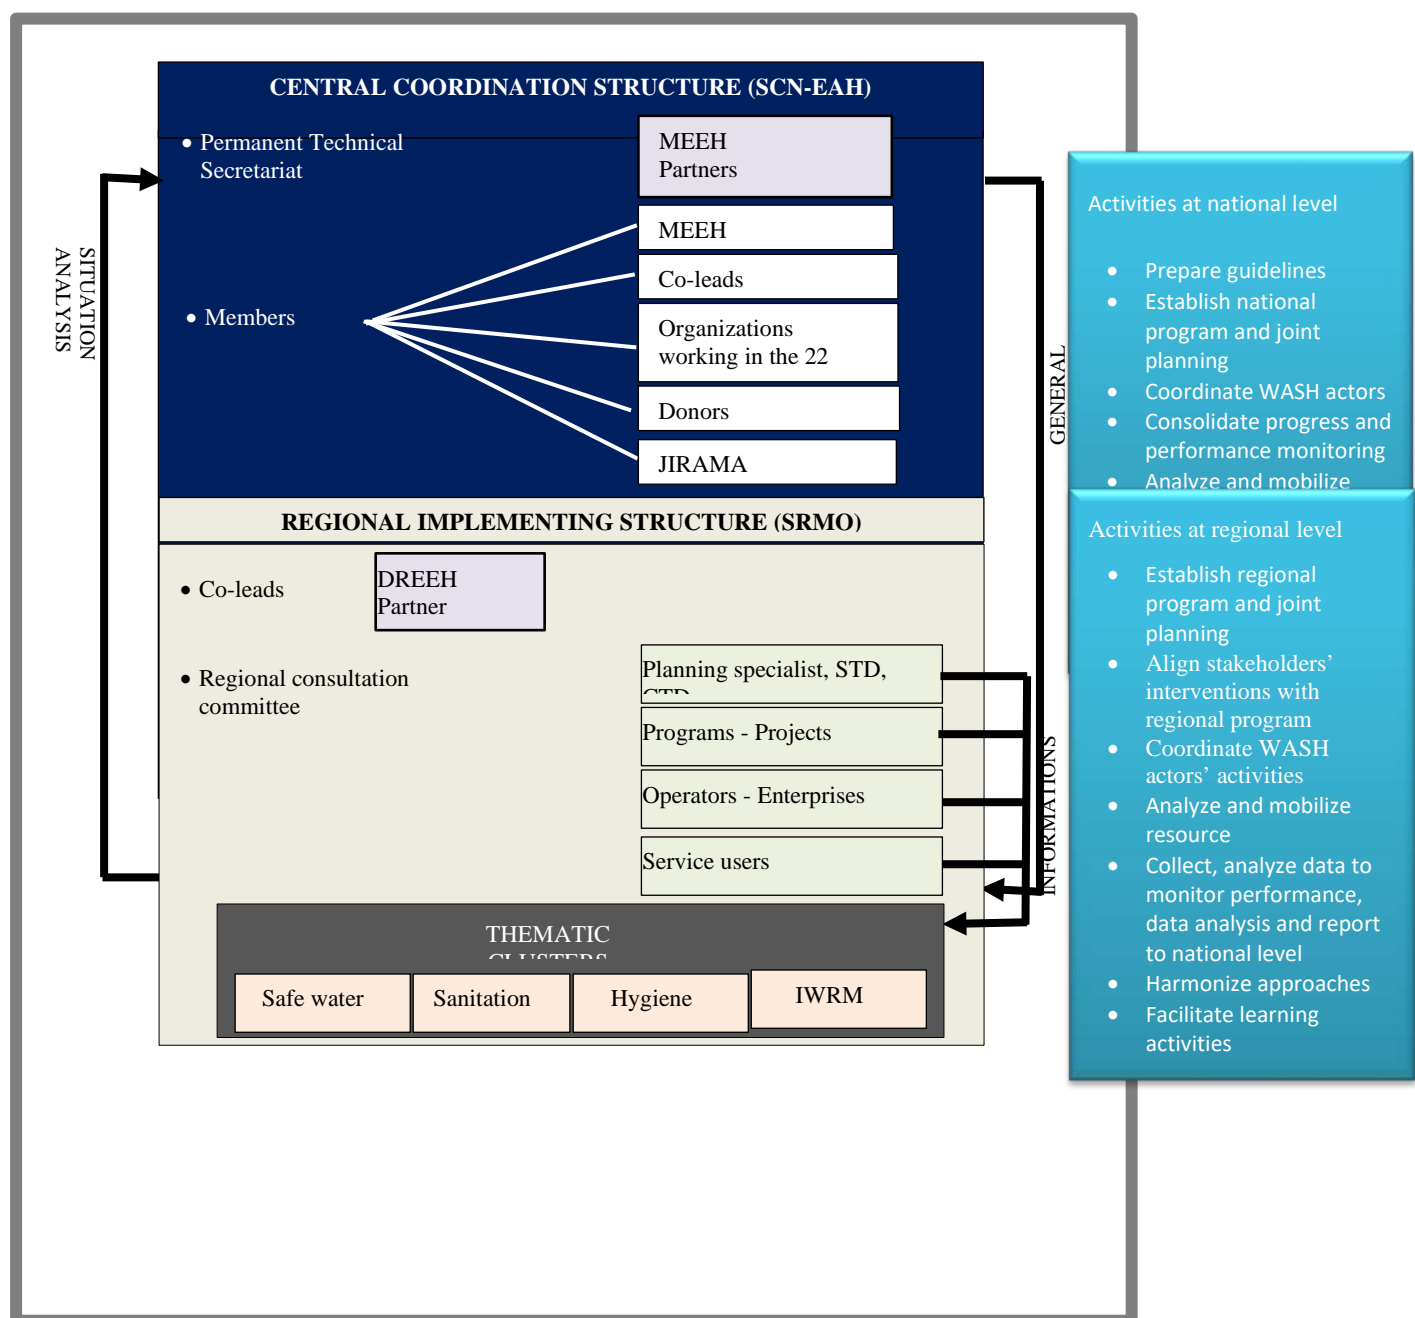 CENTRAL COORDINATION STRUCTURE (SCN-EAH)
• Permanent Technical
Secretariat
MEEH
Partners
• Members
MEEH
Co-leads
Organizations
working in the 22
Donors
JIRAMA
SITUATION
ANALYSIS
GENERAL
INFORMATIONS
REGIONAL IMPLEMENTING STRUCTURE (SRMO)
• Co-leads
DREEH
Partner
• Regional consultation
committee
Planning specialist, STD,
CTD
Programs - Projects
Operators - Enterprises
Service users
THEMATIC
CLUSTERS
Safe water
Sanitation
Hygiene
IWRM
Activities at national level
• Prepare guidelines
• Establish national
program and joint
planning
• Coordinate WASH actors
• Consolidate progress and
performance monitoring
• Analyze and mobilize
Activities at regional level
• Establish regional
program and joint
planning
• Align stakeholders’
interventions with
regional program
• Coordinate WASH
actors’ activities
• Analyze and mobilize
resource
• Collect, analyze data to
monitor performance,
data analysis and report
to national level
• Harmonize approaches
• Facilitate learning
activities